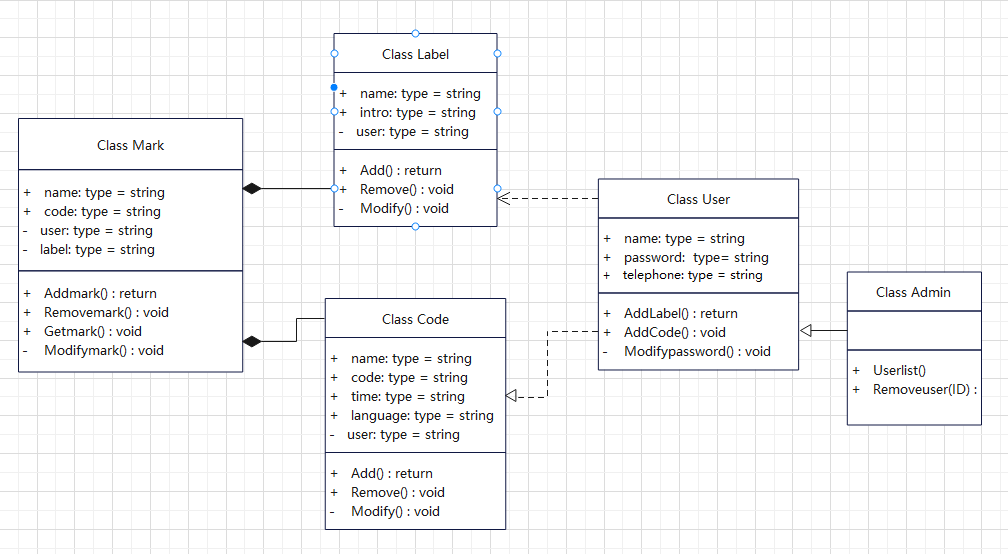 Class Label
+ name: type = string
+ intro: type = string
- user: type = string
+ Add() : return
+ Remove() : void
- Modify() : void
Class Mark
+ name: type = string
+ code: type = string
- user: type = string
- label: type = string
+ Addmark() : return
+ Removemark() : void
+ Getmark() : void
- Modifymark() : void
Class Code
+ name: type = string
+ code: type = string
+ time: type = string
+ language: type = string
- user: type = string
+ Add() : return
+ Remove() : void
- Modify() : void
Class User
+ name: type = string
+ password: type= string
+ telephone: type = string
+ AddLabel() : return
+ AddCode() : void
- Modifypassword() : void
Class Admin
+ Userlist()
+ Removeuser(ID) :